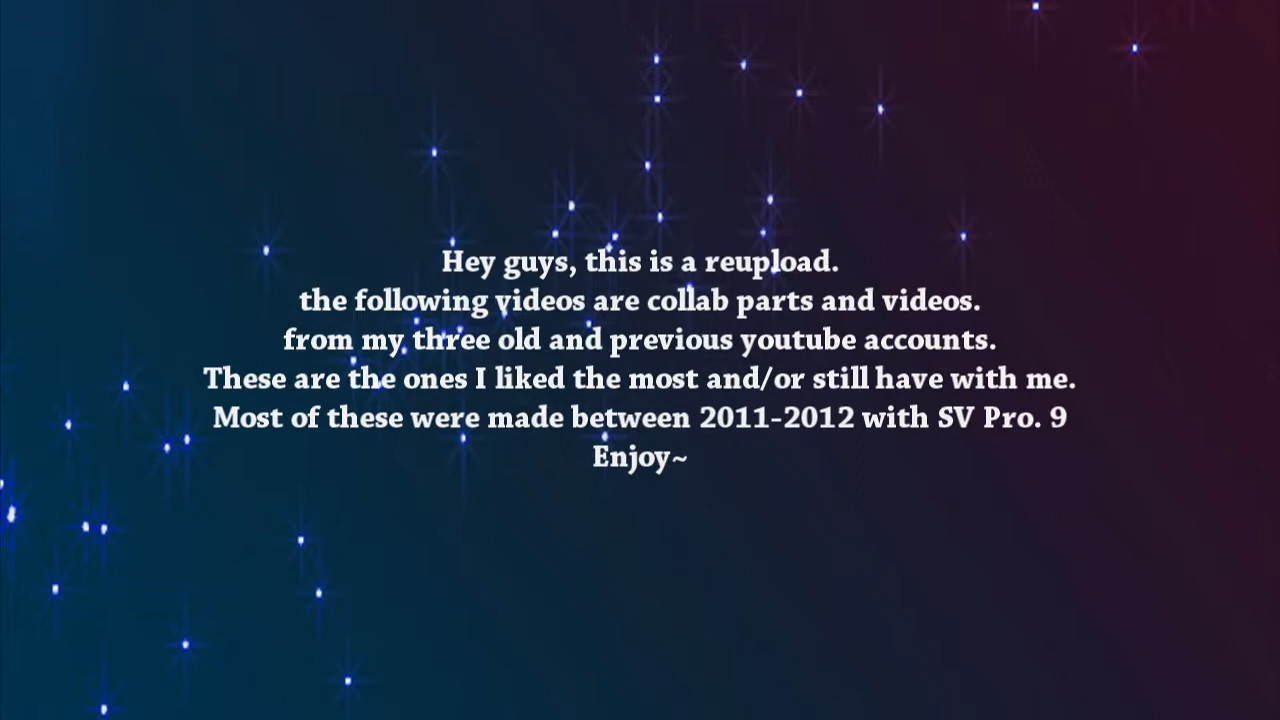 Hey guys, this is a reupload.
the following videos are collab parts and videos.
from my three old and previous youtube accounts.
These are the ones I liked the most and/or still have with me.
Most of these were made between 2011-2012 with SV Pro. 9
Enjoy~